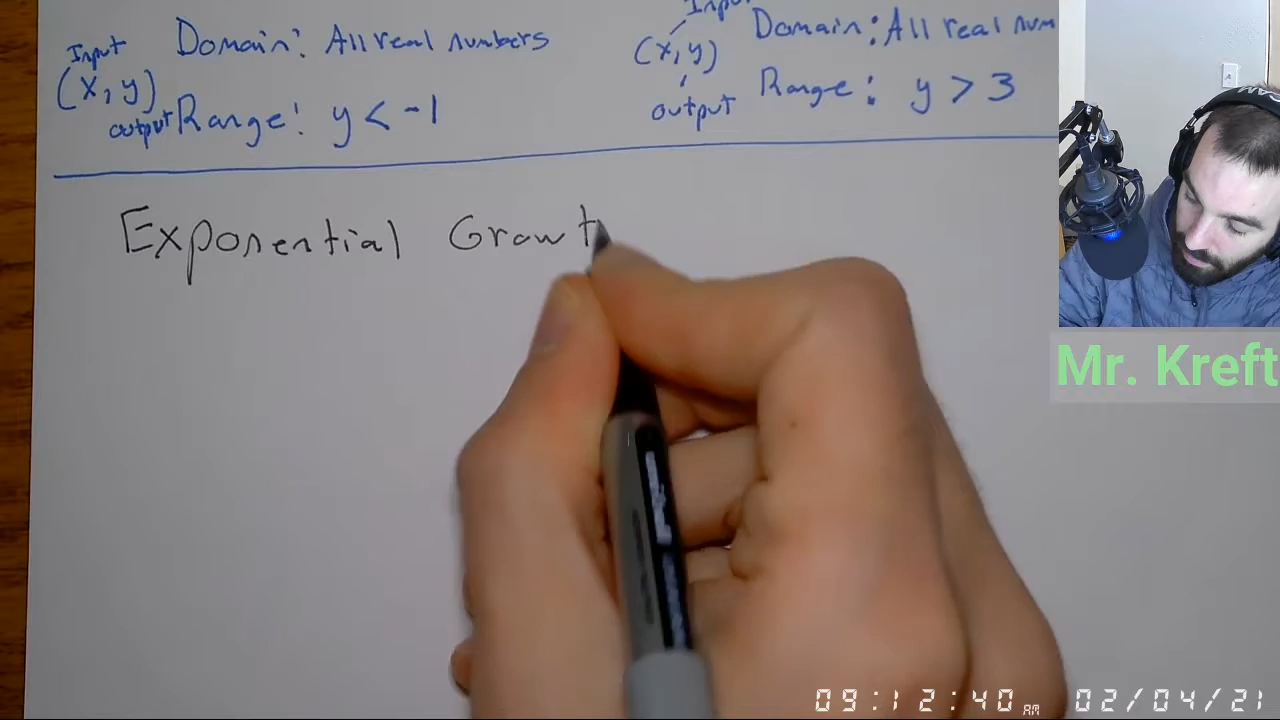 Input
Domain: All real numbers
(x, y)
output Range: y < -1
Input
(x, y)
output
Domain: All real num
Range: y > 3
Exponential Growt
Mr. Kreft
09:12:40 AM 02/04/21